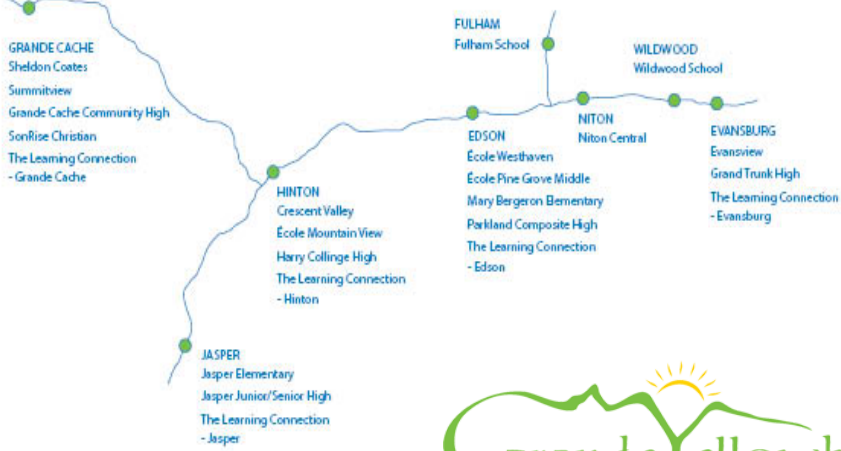 GRANDE CACHE
Sheldon Coates
Summitview
Grande Cache Community High
SonRise Christian
The Learning Connection
- Grande Cache
HINTON
Crescent Valley
École Mountain View
Harry Collinge High
The Learning Connection
- Hinton
JASPER
Jasper Elementary
Jasper Junior/Senior High
The Learning Connection
- Jasper
FULHAM
Fulham School
EDSON
École Westhaven
École Pine Grove Middle
Mary Bergeron Elementary
Parkland Composite High
The Learning Connection
- Edson
NITON
Niton Central
WILDWOOD
Wildwood School
EVANSBURG
Evansview
Grand Trunk High
The Learning Connection
- Evansburg